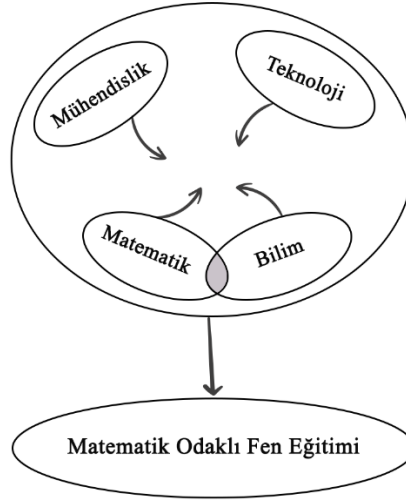 Mühendislik
Teknoloji
Matematik
Bilim
Matematik Odaklı Fen Eğitimi